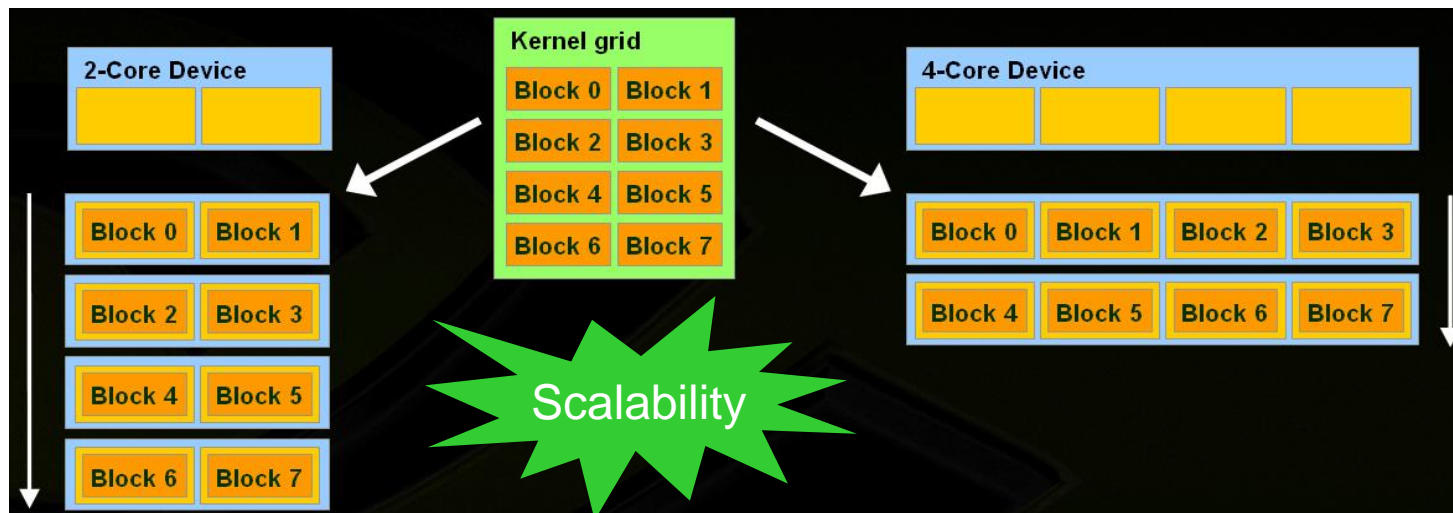 2-Core Device
Block 0 Block 1
Block 2 Block 3
Block 4 Block 5
Block 6 Block 7
Kernel grid
Block 0 Block 1
Block 2 Block 3
Block 4 Block 5
Block 6 Block 7
Scalability
4-Core Device
Block 0 Block 1 Block 2 Block 3
Block 4 Block 5 Block 6 Block 7